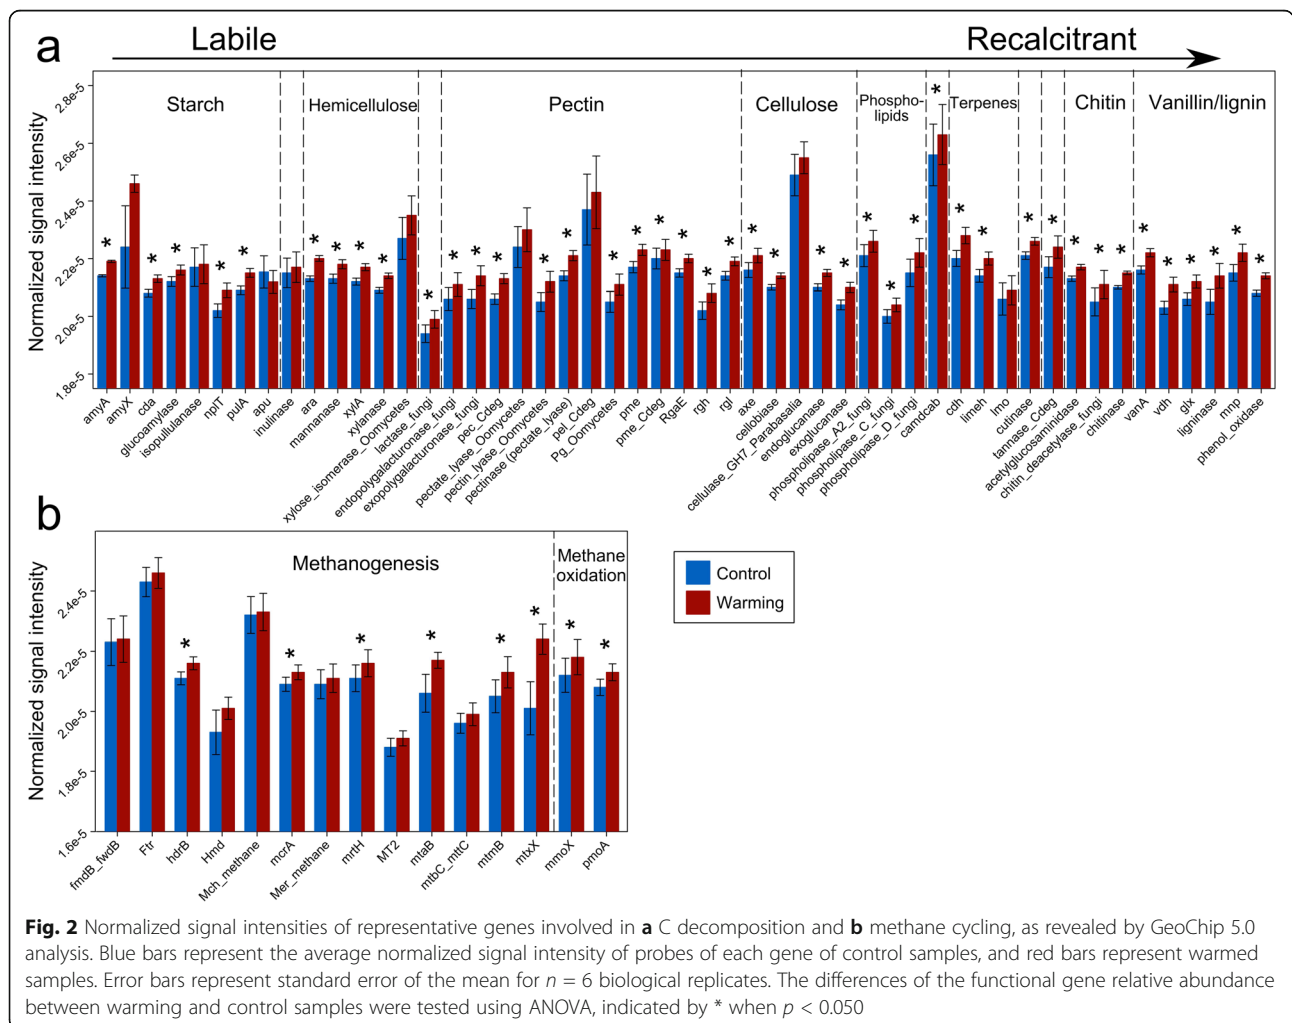 a
Labile
Recalcitrant
Starch
Hemicellulose
Pectin
Cellulose
Phospho-
lipids
Terpenes
Chitin
Vanillin/lignin
Normalized signal intensity
2.8e-5
2.6e-5
2.4e-5
2.2e-5
2.0e-5
1.8e-5
* * * * * * * * * * * * * * * * * * * * * * * * * * * * * * * * * * * * * * * *
amyA
amyX
cda
glucoamylase
isopullulanase
nplT
pulA
apu
inulinase
ara
mannanase
xylA
xylanase
xylose_isomerase_Oomycetes
lactase_fungi
endopolygalacturonase_fungi
exopolygalacturonase_fungi
pec_Cdeg
pectate_lyase_Oomycetes
pectin_lyase_Oomycetes
pectinase (pectate_lyase)
pel_Cdeg
Pg_Oomycetes
pme
pme_Cdeg
RgaE
rgh
rgl
axe
cellobiase
cellulase_GH7_Parabasalia
endoglucanase
exoglucanase
phospholipase_A2_fungi
phospholipase_C_fungi
phospholipase_D_fungi
camdcab
cdh
limeh
lmo
cutinase
tannase_Cdeg
acetylglucosaminidase
chitin_deacetylase_fungi
chitinase
vanA
vdh
glx
ligninase
mnp
phenol_oxidase
b
Methanogenesis
Methane
oxidation
Normalized signal intensity
2.4e-5
2.2e-5
2.0e-5
1.8e-5
1.6e-5
* * * * * * * *
fmdB_fwdB
Ftr
hdrB
Hmd
Mch_methane
mcrA
Mer_methane
mrtH
MT2
mtaB
mtbC_mttC
mtmB
mtxX
mmoX
pmoA
Control
Warming
Fig. 2 Normalized signal intensities of representative genes involved in a C decomposition and b methane cycling, as revealed by GeoChip 5.0
analysis. Blue bars represent the average normalized signal intensity of probes of each gene of control samples, and red bars represent warmed
samples. Error bars represent standard error of the mean for n = 6 biological replicates. The differences of the functional gene relative abundance
between warming and control samples were tested using ANOVA, indicated by * when p < 0.050